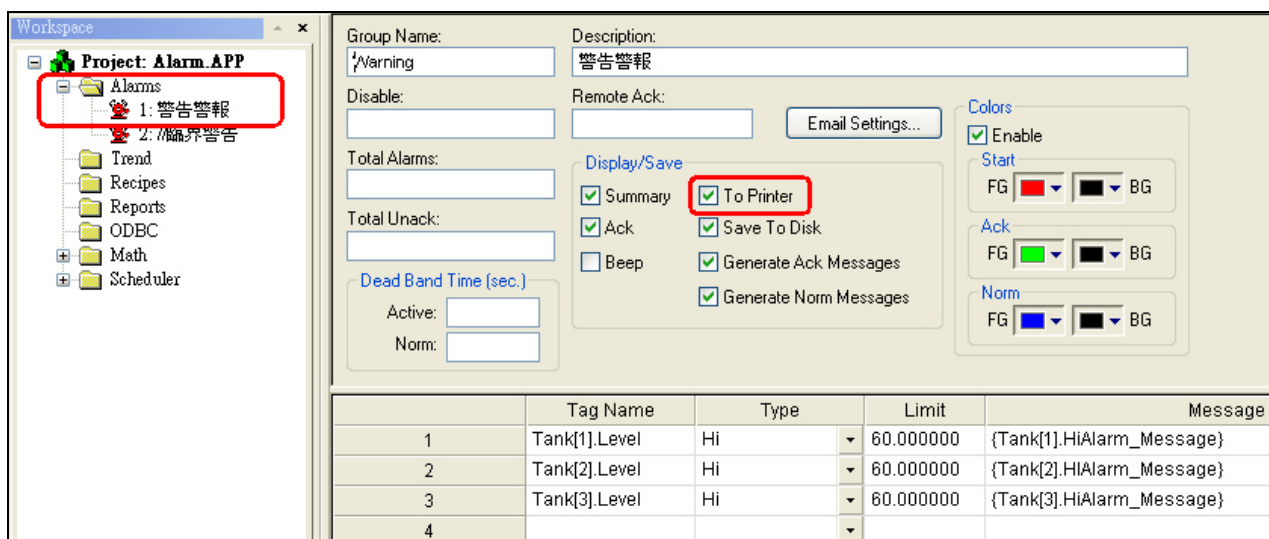 Workspace
Project: Alarm.APP
Alarms
1: 警告警報
2: //臨界警告
Trend
Recipes
Reports
ODBC
Math
Scheduler
Group Name:
Warning
Description:
警告警報
Disable:
Remote Ack:
Email Settings...
Total Alarms:
Total Unack:
Dead Band Time (sec.)
Active:
Norm:
Display/Save
Summary
To Printer
Ack
Save To Disk
Beep
Generate Ack Messages
Generate Norm Messages
Colors
Enable
Start
FG BG
Ack
FG BG
Norm
FG BG
Tag Name Type Limit Message
1 Tank[1].Level Hi 60.000000 {Tank[1].HiAlarm_Message}
2 Tank[2].Level Hi 60.000000 {Tank[2].HIAlarm_Message}
3 Tank[3].Level Hi 60.000000 {Tank[3].HiAlarm_Message}
4